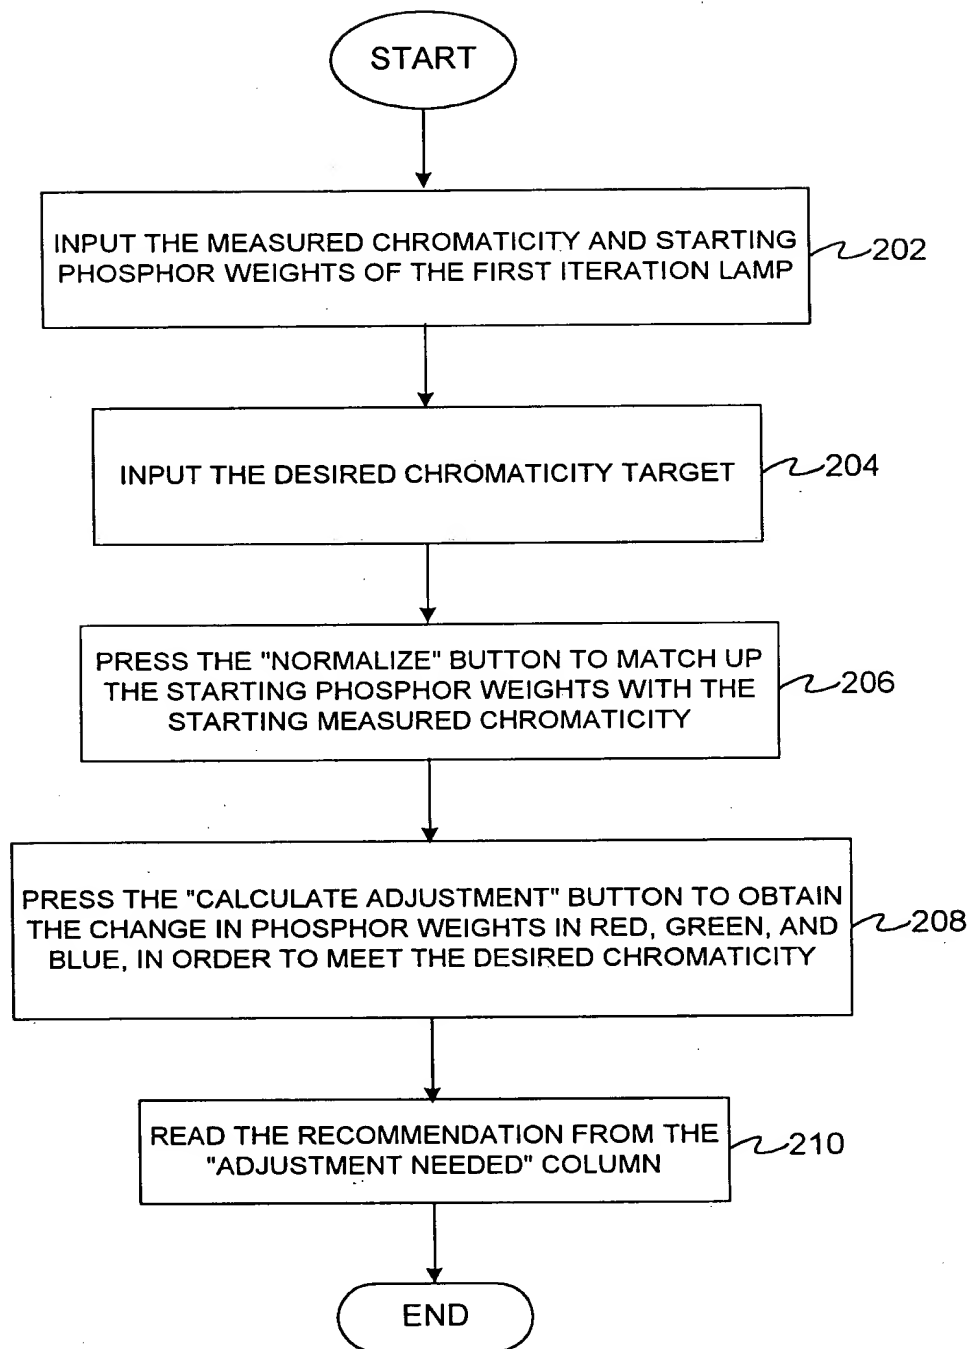 START
INPUT THE MEASURED CHROMATICITY AND STARTING
PHOSPHOR WEIGHTS OF THE FIRST ITERATION LAMP
202
INPUT THE DESIRED CHROMATICITY TARGET
204
PRESS THE "NORMALIZE" BUTTON TO MATCH UP
THE STARTING PHOSPHOR WEIGHTS WITH THE
STARTING MEASURED CHROMATICITY
206
PRESS THE "CALCULATE ADJUSTMENT" BUTTON TO OBTAIN
THE CHANGE IN PHOSPHOR WEIGHTS IN RED, GREEN, AND
BLUE, IN ORDER TO MEET THE DESIRED CHROMATICITY
208
READ THE RECOMMENDATION FROM THE
"ADJUSTMENT NEEDED" COLUMN
210
END